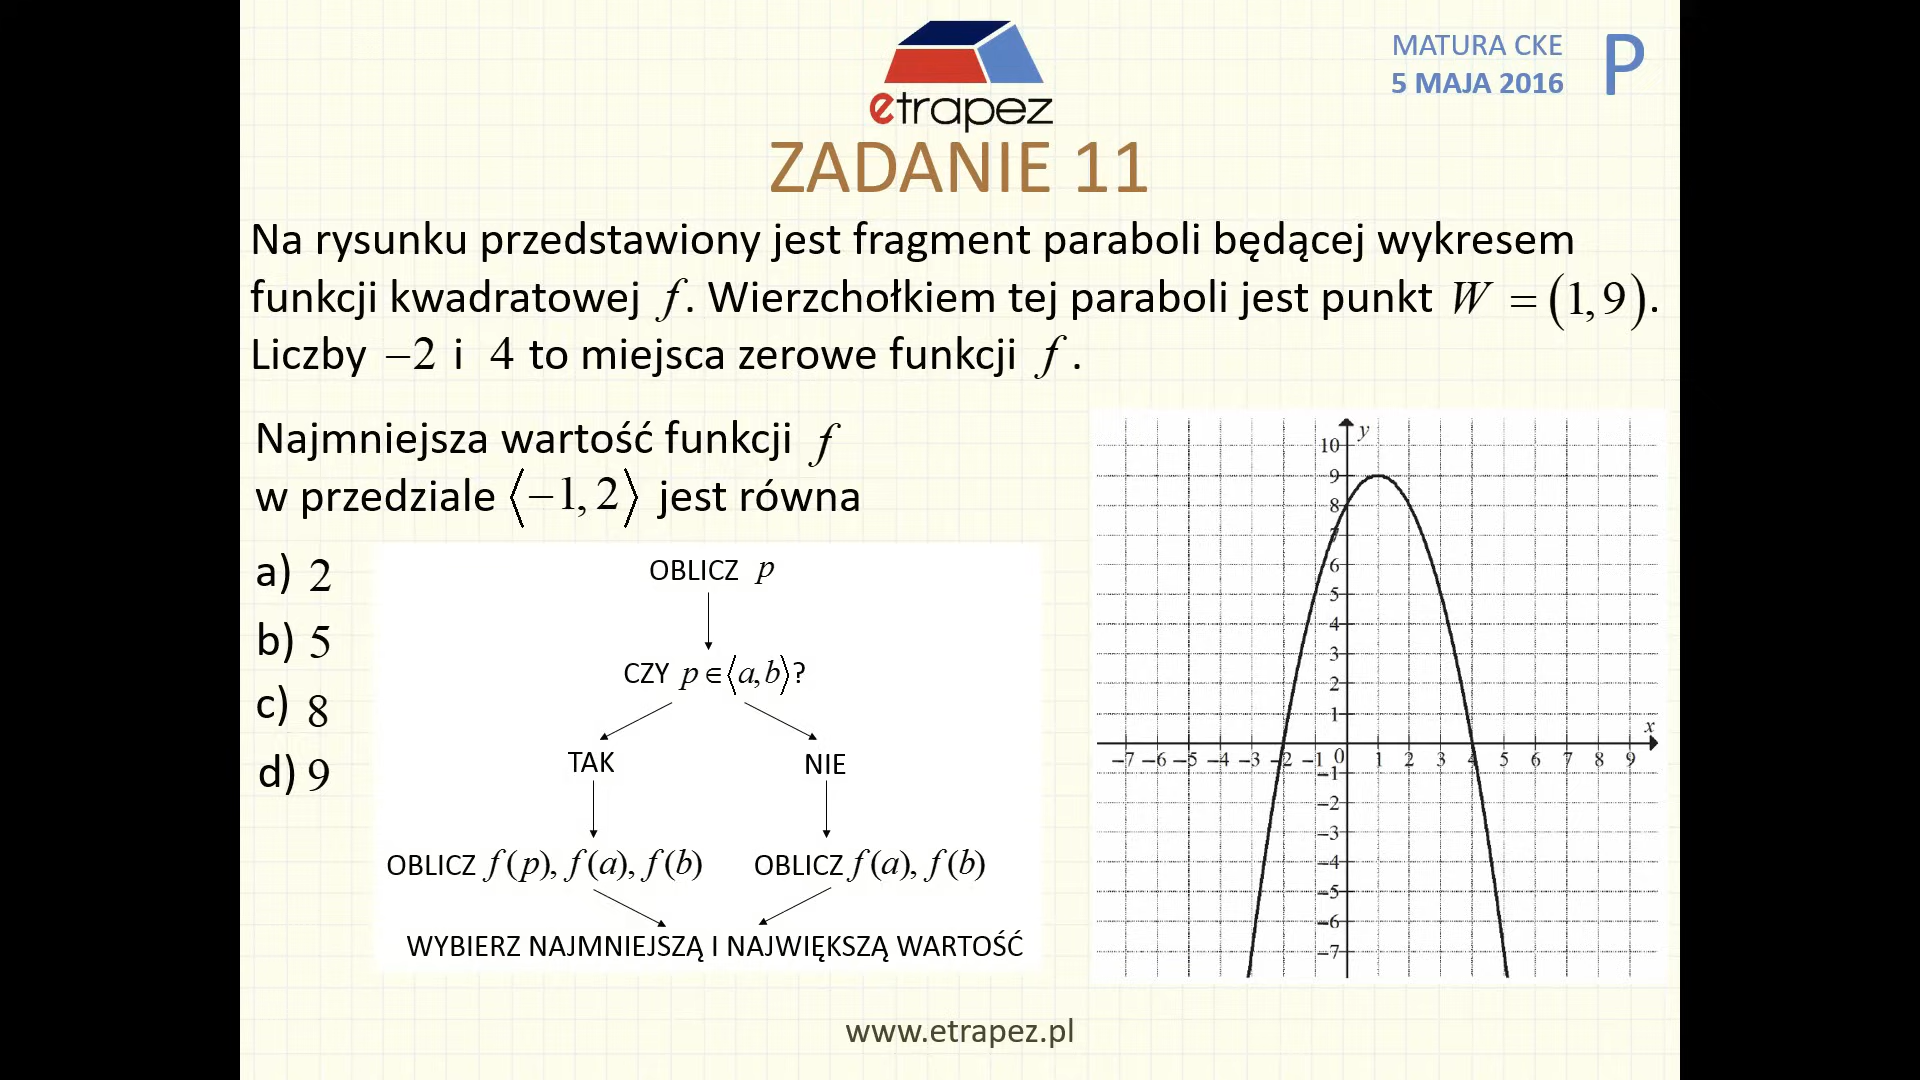 etrapez
MATURA CKE
5 MAJA 2016
P
ZADANIE 11
Na rysunku przedstawiony jest fragment paraboli będącej wykresem
funkcji kwadratowej f. Wierzchołkiem tej paraboli jest punkt W = (1,9).
Liczby −2 i 4 to miejsca zerowe funkcji f.
Najmniejsza wartość funkcji f
w przedziale ⟨−1, 2⟩ jest równa
a) 2
b) 5
c) 8
d) 9
OBLICZ p
CZY p∈⟨a,b⟩?
TAK NIE
OBLICZ f(p), f(a), f(b) OBLICZ f(a), f(b)
WYBIERZ NAJMNIEJSZĄ I NAJWIĘKSZĄ WARTOŚĆ
y
10
9
8
7
6
5
4
3
2
1
x
−7 −6 −5 −4 −3 −2 −1 0 1 2 3 4 5 6 7 8 9
−1
−2
−3
−4
−5
−6
−7
www.etrapez.pl